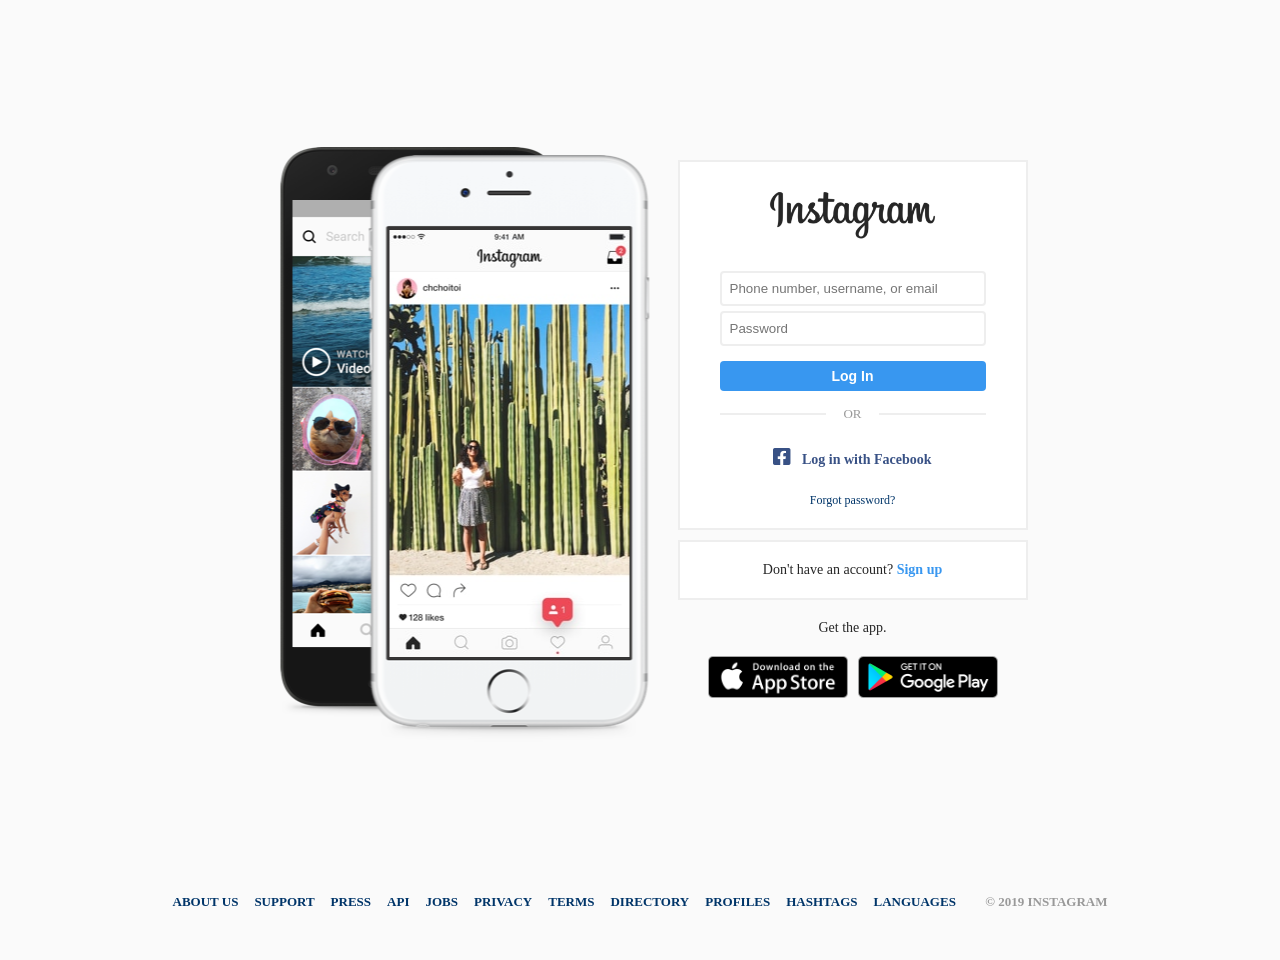 Search
WATCH
Video
9:41 AM
Instagram
2
chchoitoi
128 likes
1
Instagram
Phone number, username, or email
Password
Log In
OR
Log in with Facebook
Forgot password?
Don't have an account? Sign up
Get the app.
Download on the
App Store
GET IT ON
Google Play
ABOUT US SUPPORT PRESS API JOBS PRIVACY TERMS DIRECTORY PROFILES HASHTAGS LANGUAGES © 2019 INSTAGRAM